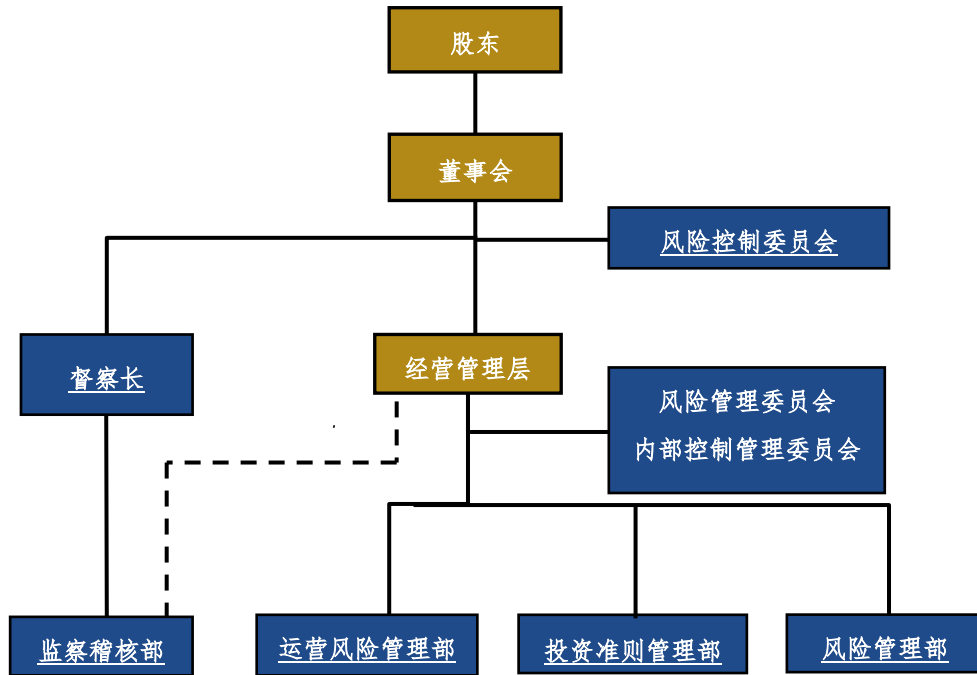 股东
董事会
风险控制委员会
督察长
经营管理层
风险管理委员会
内部控制管理委员会
监察稽核部
运营风险管理部
投资准则管理部
风险管理部